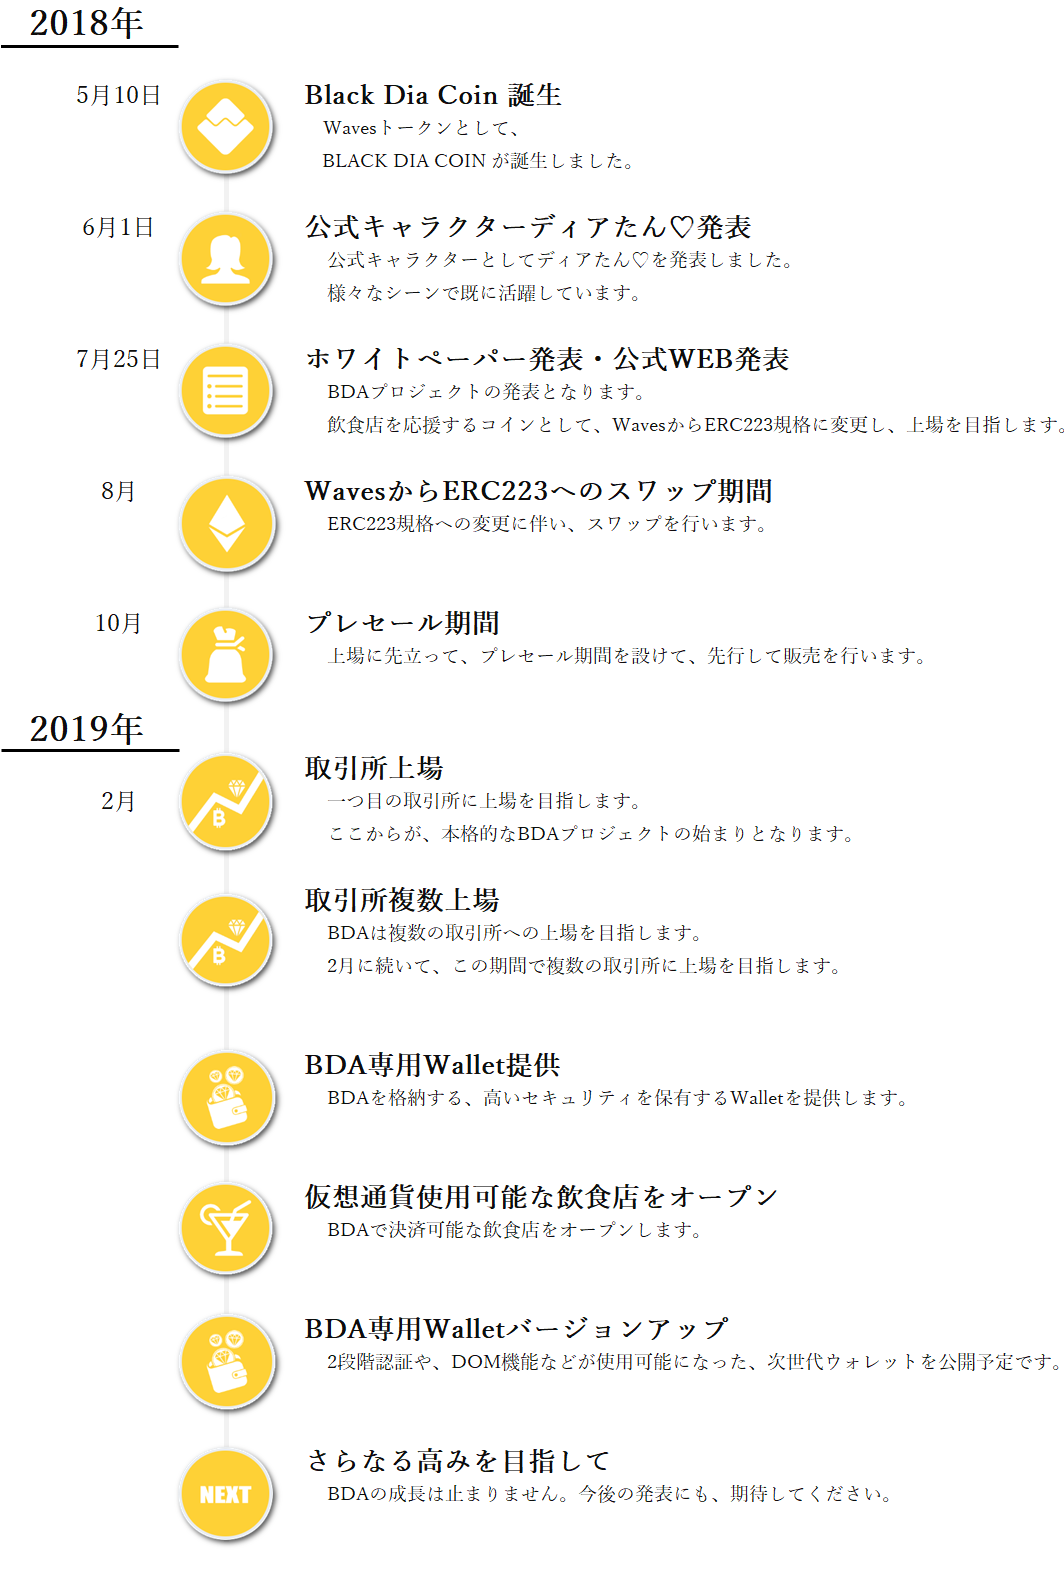 2018年
5月10日
Black Dia Coin 誕生
Wavesトークンとして、
BLACK DIA COIN が誕生しました。
6月1日
公式キャラクターディアたん♡発表
公式キャラクターとしてディアたん♡を発表しました。
様々なシーンで既に活躍しています。
7月25日
ホワイトペーパー発表・公式WEB発表
BDAプロジェクトの発表となります。
飲食店を応援するコインとして、WavesからERC223規格に変更し、上場を目指します。
8月
WavesからERC223へのスワップ期間
ERC223規格への変更に伴い、スワップを行います。
10月
プレセール期間
上場に先立って、プレセール期間を設けて、先行して販売を行います。
2019年
2月
取引所上場
一つ目の取引所に上場を目指します。
ここからが、本格的なBDAプロジェクトの始まりとなります。
取引所複数上場
BDAは複数の取引所への上場を目指します。
2月に続いて、この期間で複数の取引所に上場を目指します。
BDA専用Wallet提供
BDAを格納する、高いセキュリティを保有するWalletを提供します。
仮想通貨使用可能な飲食店をオープン
BDAで決済可能な飲食店をオープンします。
BDA専用Walletバージョンアップ
2段階認証や、DOM機能などが使用可能になった、次世代ウォレットを公開予定です。
NEXT
さらなる高みを目指して
BDAの成長は止まりません。今後の発表にも、期待してください。